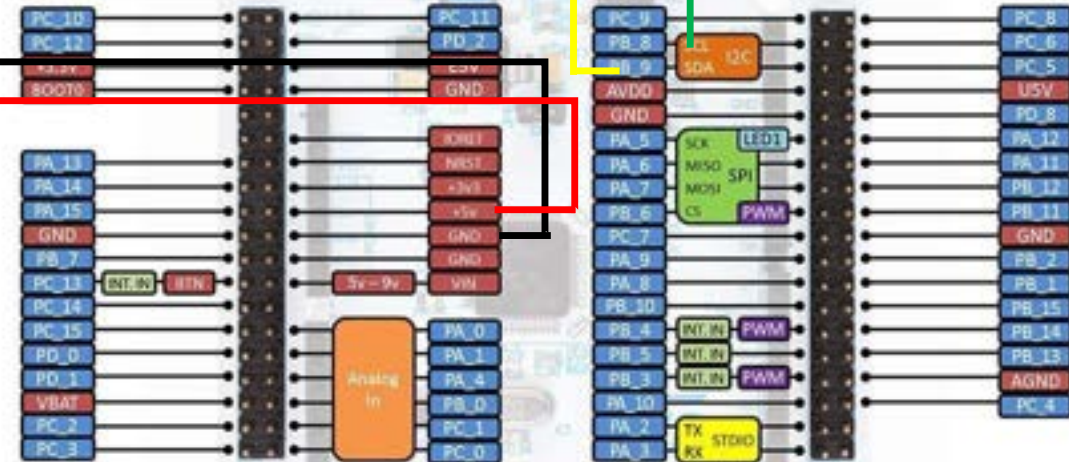 PC_10
PC_12
+3.3V
BOOT0
PA_13
PA_14
PA_15
GND
PB_7
PC_13 INT. IN BTN
PC_14
PC_15
PD_0
PD_1
VBAT
PC_2
PC_3
PC_11
PD_2
E5V
GND
IOREF
NRST
+3v3
+5v
GND
GND
5v – 9v VIN
Analog
In
PA_0
PA_1
PA_4
PB_0
PC_1
PC_0
PC_9
PB_8 SCL
I2C
PB_9 SDA
AVDD
GND
PA_5 SCK LED1
PA_6 MISO
SPI
PA_7 MOSI
PB_6 CS PWM
PC_7
PA_9
PA_8
PB_10
PB_4 INT. IN PWM
PB_5 INT. IN
PB_3 INT. IN PWM
PA_10
PA_2 TX
STDIO
PA_3 RX
PC_8
PC_6
PC_5
U5V
PD_8
PA_12
PA_11
PB_12
PB_11
GND
PB_2
PB_1
PB_15
PB_14
PB_13
AGND
PC_4